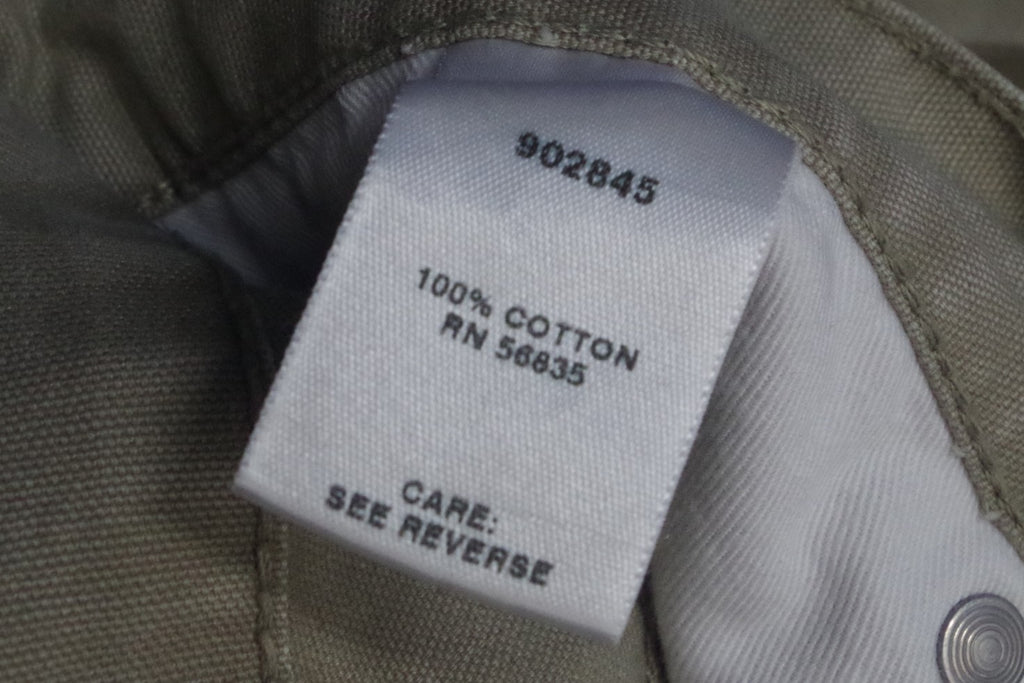 902845
100% COTTON
RN 56835
CARE:
SEE REVERSE